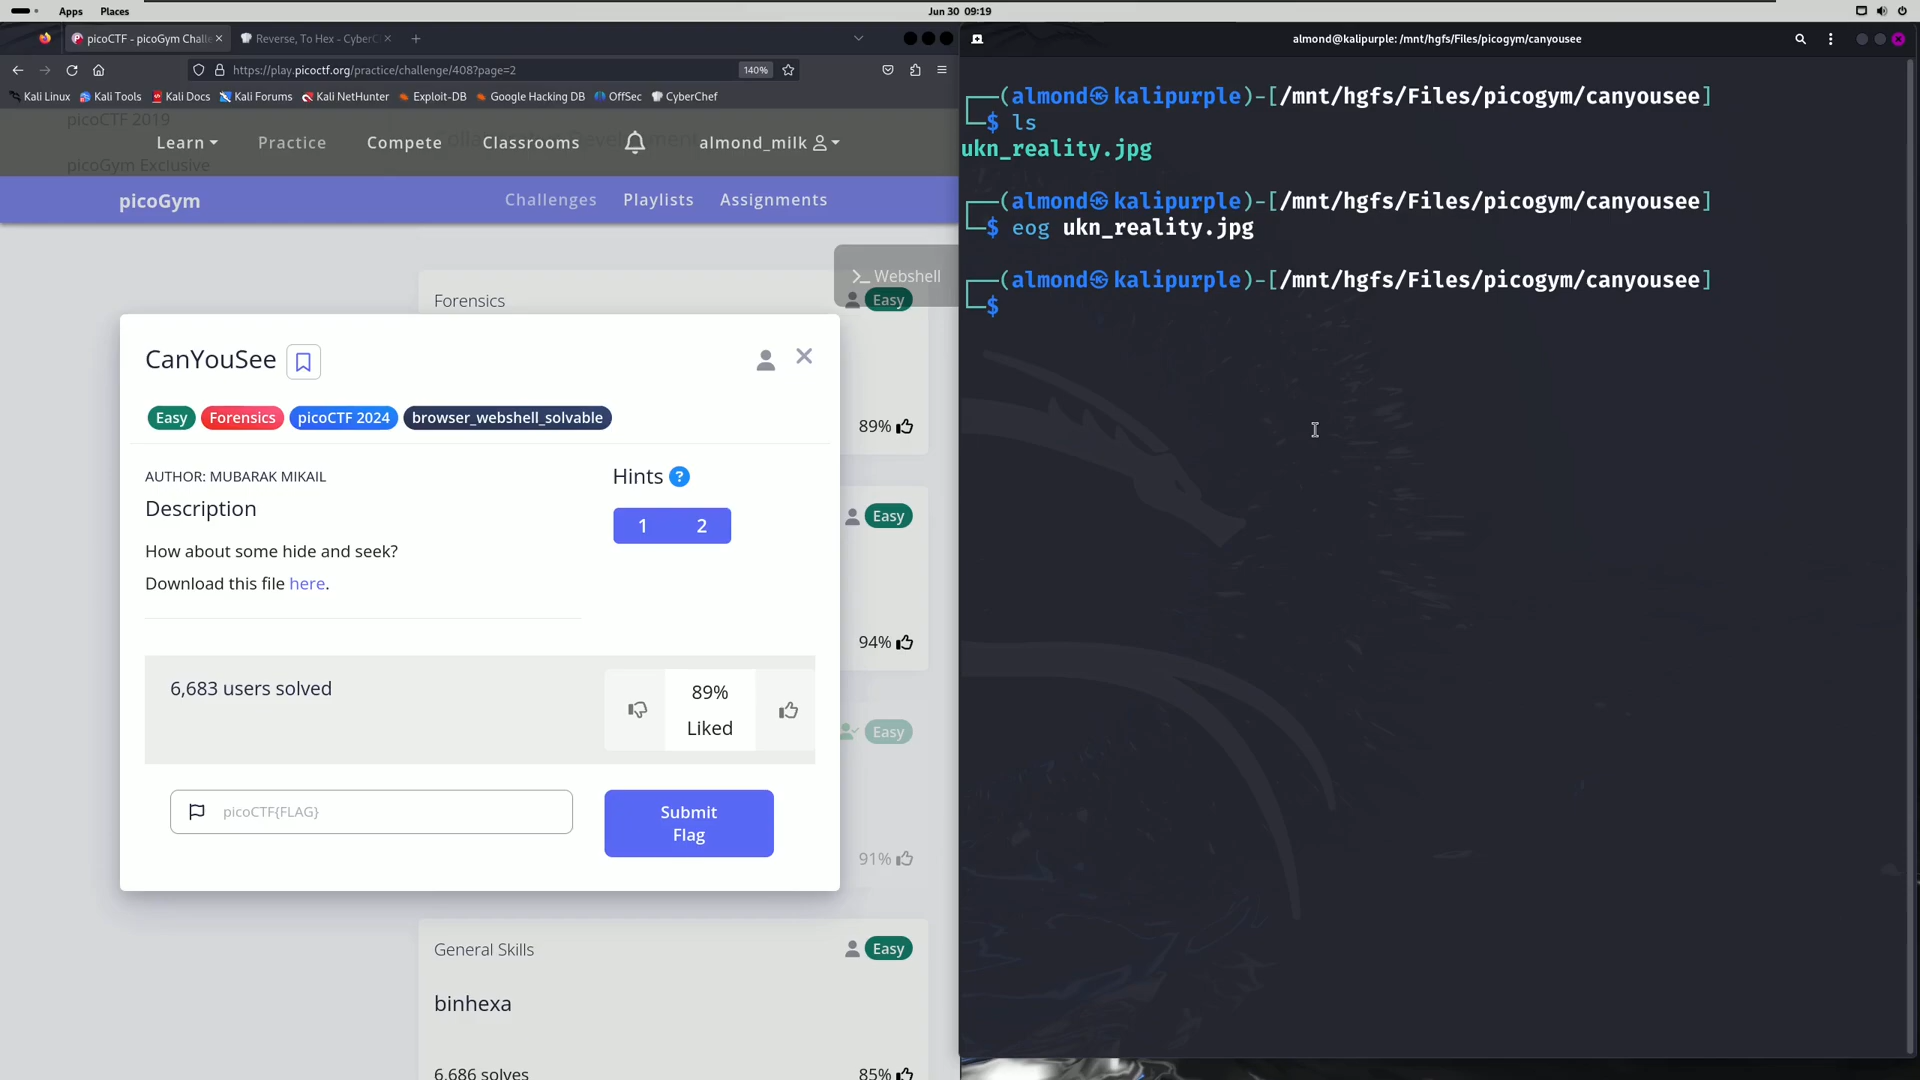 Apps Places
Jun 30 09:19
picoCTF - picoGym Challe
Reverse, To Hex - CyberC
https://play.picoctf.org/practice/challenge/408?page=2
140%
Kali Linux Kali Tools Kali Docs Kali Forums Kali NetHunter Exploit-DB Google Hacking DB OffSec CyberChef
picoCTF 2019
Learn Practice Compete Classrooms almond_milk
picoGym Exclusive
picoGym Challenges Playlists Assignments
>_ Webshell
Forensics
Easy
CanYouSee
Easy Forensics picoCTF 2024 browser_webshell_solvable
89%
AUTHOR: MUBARAK MIKAIL
Hints ?
Description
1 2
Easy
How about some hide and seek?
Download this file here.
94%
6,683 users solved
89%
Liked
Easy
picoCTF{FLAG}
Submit
Flag
91%
General Skills
Easy
binhexa
6,686 solves
85%
almond@kalipurple: /mnt/hgfs/Files/picogym/canyousee
(almond㉿kalipurple)-[/mnt/hgfs/Files/picogym/canyousee]
$ ls
ukn_reality.jpg
(almond㉿kalipurple)-[/mnt/hgfs/Files/picogym/canyousee]
$ eog ukn_reality.jpg
(almond㉿kalipurple)-[/mnt/hgfs/Files/picogym/canyousee]
$